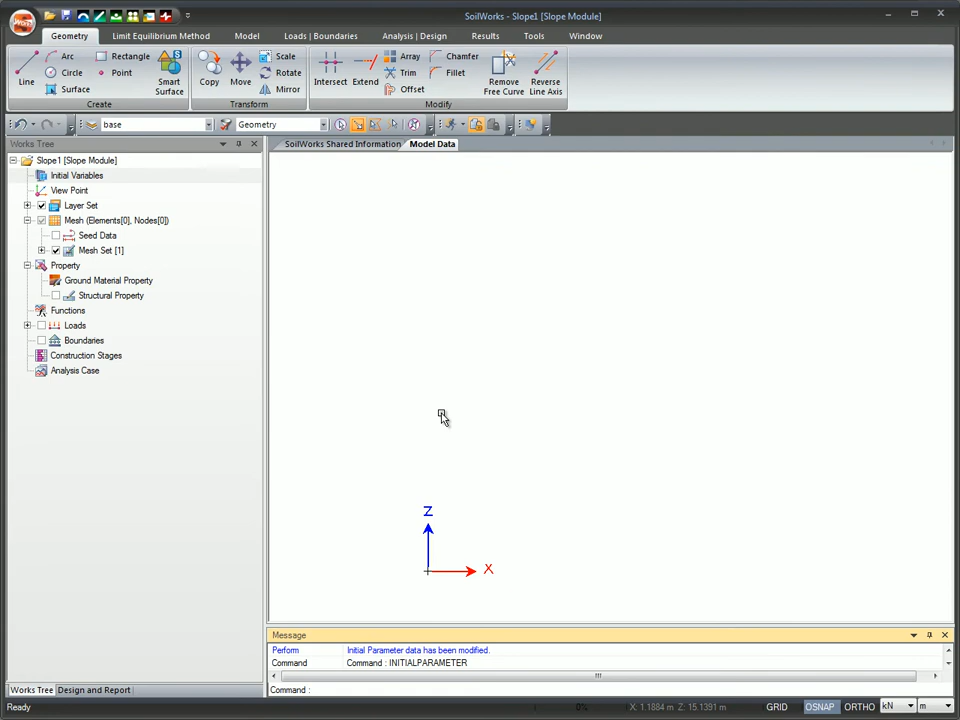 SoilWorks - Slope1 [Slope Module]
Geometry Limit Equilibrium Method Model Loads | Boundaries Analysis | Design Results Tools Window
Line Arc Circle Surface Rectangle Point Smart Surface Copy Move Scale Rotate Mirror Intersect Extend Array Trim Offset Chamfer Fillet Remove Free Curve Reverse Line Axis
Create Transform Modify
base Geometry
Works Tree
SoilWorks Shared Information Model Data
Slope1 [Slope Module]
Initial Variables
View Point
Layer Set
Mesh (Elements[0], Nodes[0])
Seed Data
Mesh Set [1]
Property
Ground Material Property
Structural Property
Functions
Loads
Boundaries
Construction Stages
Analysis Case
Z
X
Message
Perform Initial Parameter data has been modified.
Command Command : INITIALPARAMETER
Works Tree Design and Report Command :
Ready 0% X: 1.1884 m Z: 15.1391 m GRID OSNAP ORTHO kN m